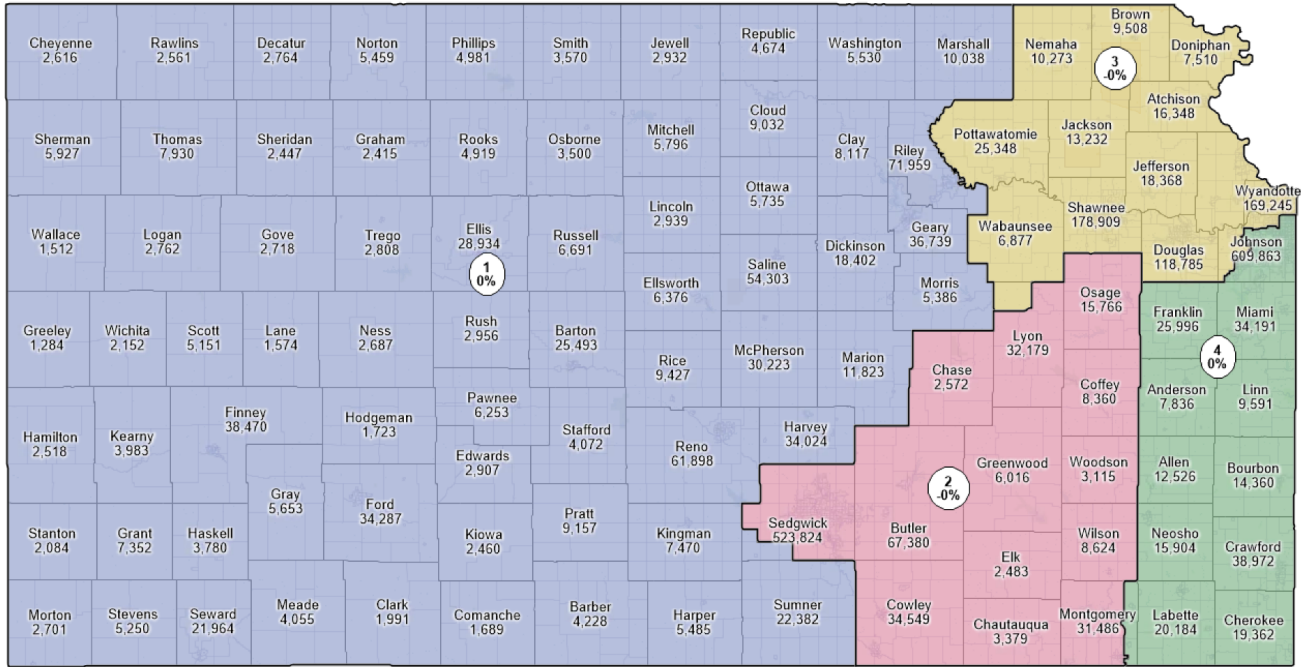 Cheyenne
2,616
Rawlins
2,561
Decatur
2,764
Norton
5,459
Phillips
4,981
Smith
3,570
Jewell
2,932
Republic
4,674
Washington
5,530
Marshall
10,038
Nemaha
10,273
Brown
9,508
3
-0%
Doniphan
7,510
Sherman
5,927
Thomas
7,930
Sheridan
2,447
Graham
2,415
Rooks
4,919
Osborne
3,500
Mitchell
5,796
Cloud
9,032
Clay
8,117
Riley
71,959
Pottawatomie
25,348
Jackson
13,232
Atchison
16,348
Jefferson
18,368
Wyandotte
169,245
Wallace
1,512
Logan
2,762
Gove
2,718
Trego
2,808
Ellis
28,934
1
0%
Russell
6,691
Lincoln
2,939
Ottawa
5,735
Saline
54,303
Dickinson
18,402
Geary
36,739
Wabaunsee
6,877
Shawnee
178,909
Douglas
118,785
Johnson
609,863
Ellsworth
6,376
Morris
5,386
Greeley
1,284
Wichita
2,152
Scott
5,151
Lane
1,574
Ness
2,687
Rush
2,956
Barton
25,493
Rice
9,427
McPherson
30,223
Marion
11,823
Chase
2,572
Lyon
32,179
Osage
15,766
Franklin
25,996
Miami
34,191
4
0%
Coffey
8,360
Anderson
7,836
Linn
9,591
Hamilton
2,518
Kearny
3,983
Finney
38,470
Hodgeman
1,723
Pawnee
6,253
Edwards
2,907
Stafford
4,072
Reno
61,898
Harvey
34,024
2
-0%
Greenwood
6,016
Woodson
3,115
Allen
12,526
Bourbon
14,360
Gray
5,653
Ford
34,287
Stanton
2,084
Grant
7,352
Haskell
3,780
Kiowa
2,460
Pratt
9,157
Kingman
7,470
Sedgwick
523,824
Butler
67,380
Elk
2,483
Wilson
8,624
Neosho
15,904
Crawford
38,972
Morton
2,701
Stevens
5,250
Seward
21,964
Meade
4,055
Clark
1,991
Comanche
1,689
Barber
4,228
Harper
5,485
Sumner
22,382
Cowley
34,549
Chautauqua
3,379
Montgomery
31,486
Labette
20,184
Cherokee
19,362